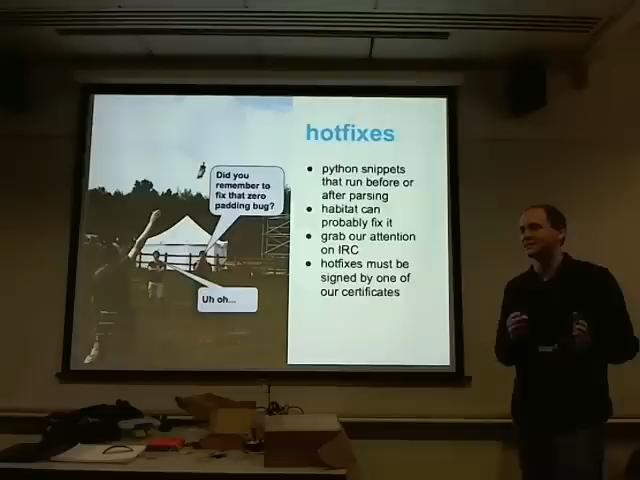 hotfixes
Did you
remember to
fix that zero
padding bug?
Uh oh...
● python snippets
that run before or
after parsing
● habitat can
probably fix it
● grab our attention
on IRC
● hotfixes must be
signed by one of
our certificates